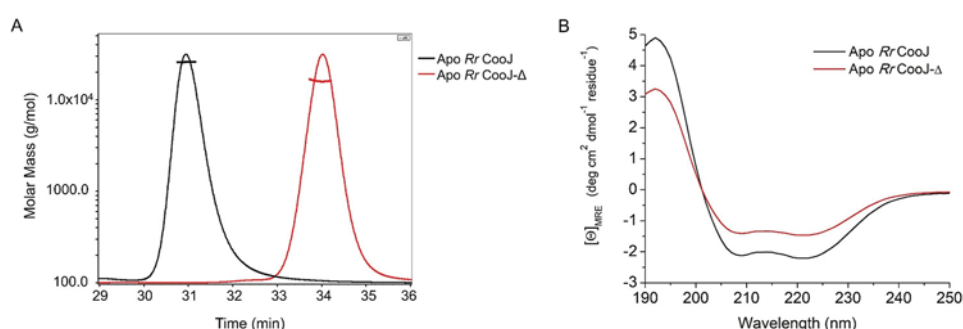 A
Molar Mass (g/mol)
1.0x10⁴
1000.0
100.0
29 30 31 32 33 34 35 36
Time (min)
Apo Rr CooJ
Apo Rr CooJ-Δ
B
[Θ]MRE (deg cm² dmol⁻¹ residue⁻¹)
5
4
3
2
1
0
-1
-2
-3
190 200 210 220 230 240 250
Wavelength (nm)
Apo Rr CooJ
Apo Rr CooJ-Δ